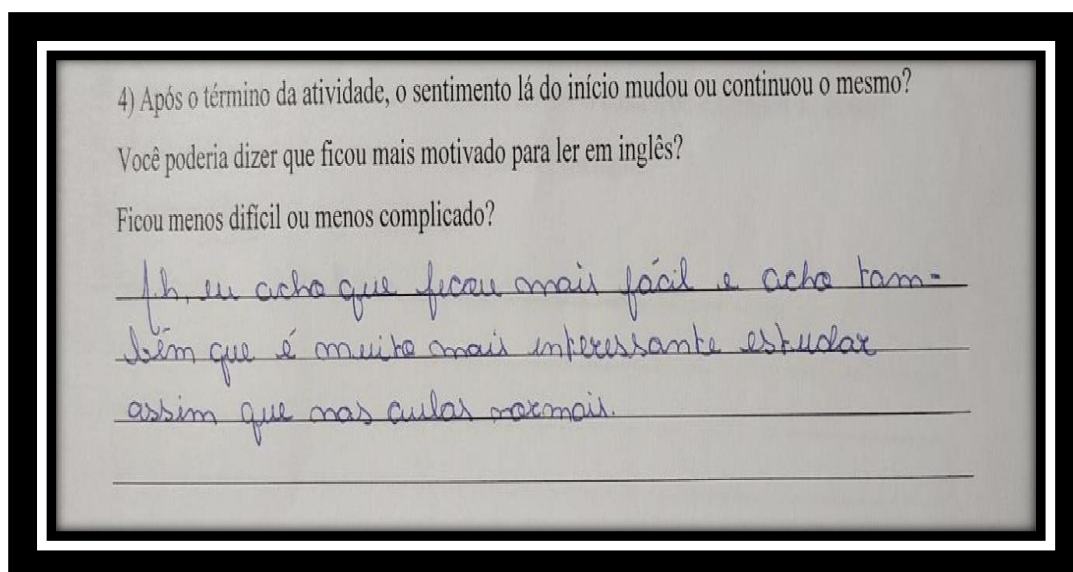 4) Após o término da atividade, o sentimento lá do início mudou ou continuou o mesmo?
Você poderia dizer que ficou mais motivado para ler em inglês?
Ficou menos difícil ou menos complicado?
Ah, eu acho que ficou mais fácil e acho tam-
bém que é muito mais interessante estudar
assim que nas aulas normais.